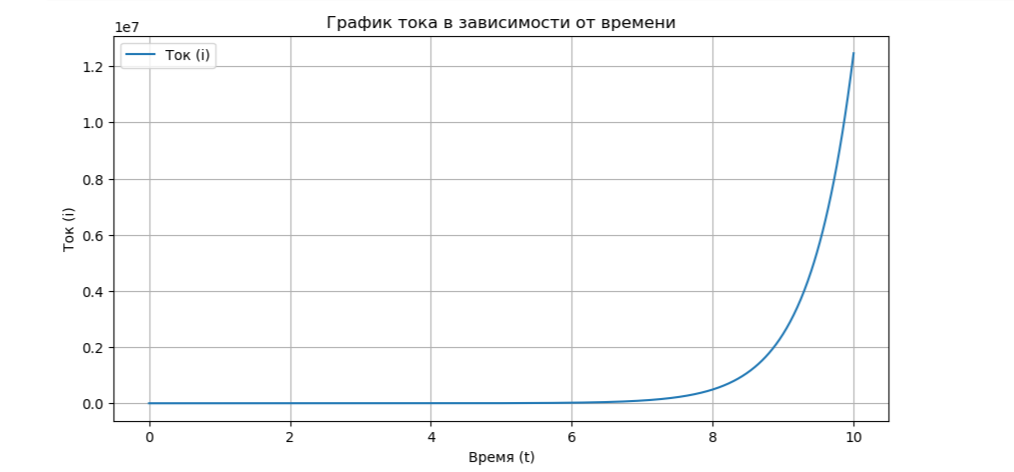 График тока в зависимости от времени
1e7
Ток (i)
1.2
1.0
0.8
0.6
0.4
0.2
0.0
Ток (i)
0 2 4 6 8 10
Время (t)